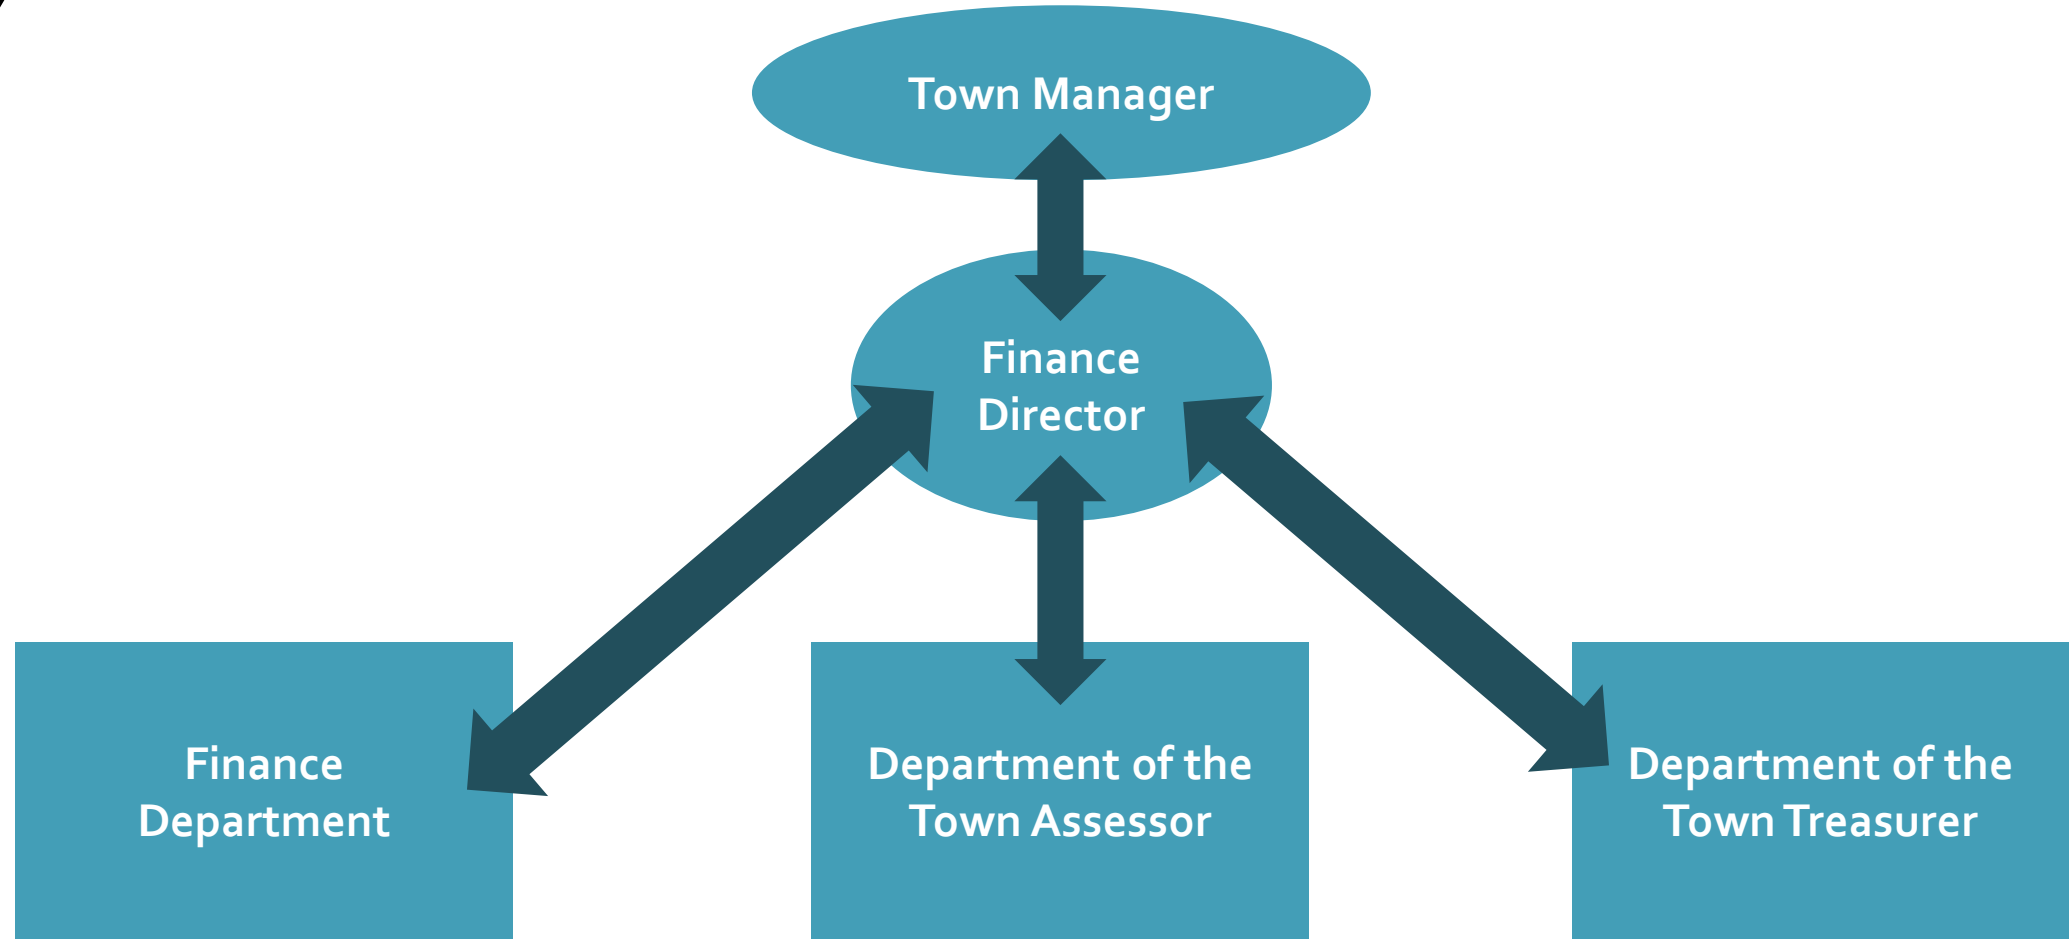 Town Manager
Finance
Director
Finance
Department
Department of the
Town Assessor
Department of the
Town Treasurer